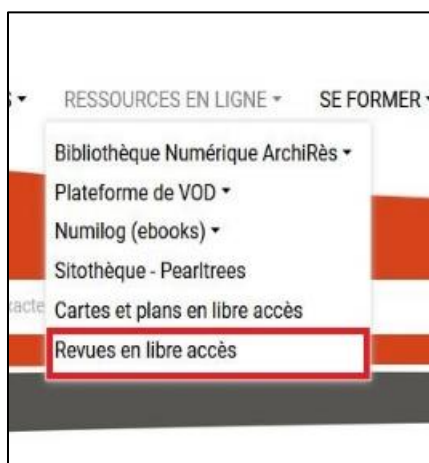 RESSOURCES EN LIGNE SE FORMER
Bibliothèque Numérique ArchiRès
Plateforme de VOD
Numilog (ebooks)
Sitothèque - Pearltrees
Cartes et plans en libre accès
Revues en libre accès